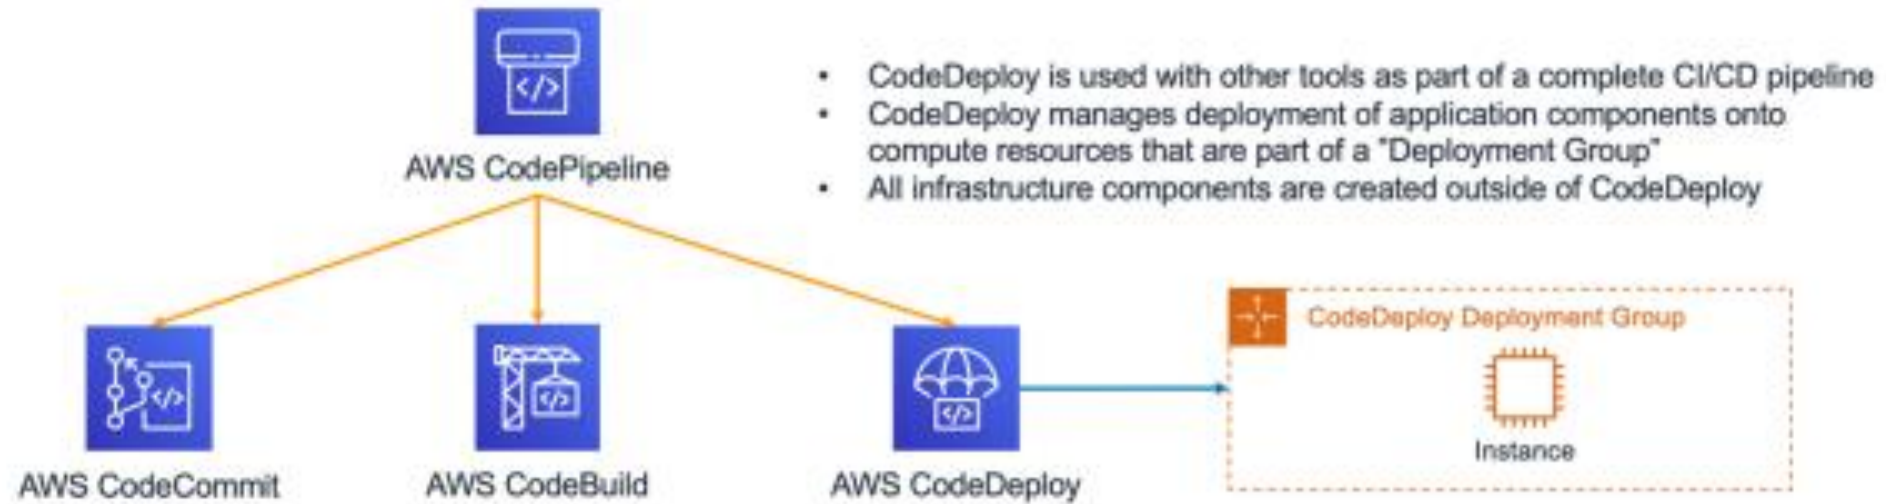 AWS CodePipeline
• CodeDeploy is used with other tools as part of a complete CI/CD pipeline
• CodeDeploy manages deployment of application components onto
compute resources that are part of a "Deployment Group"
• All infrastructure components are created outside of CodeDeploy
AWS CodeCommit
AWS CodeBuild
AWS CodeDeploy
CodeDeploy Deployment Group
Instance